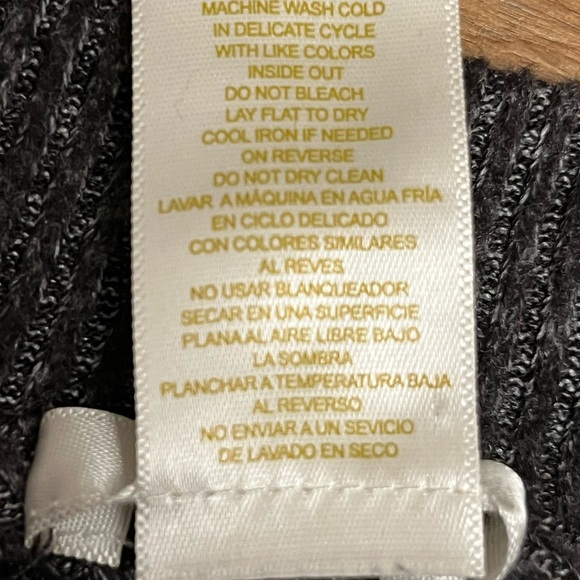 MACHINE WASH COLD
IN DELICATE CYCLE
WITH LIKE COLORS
INSIDE OUT
DO NOT BLEACH
LAY FLAT TO DRY
COOL IRON IF NEEDED
ON REVERSE
DO NOT DRY CLEAN
LAVAR A MÁQUINA EN AGUA FRÍA
EN CICLO DELICADO
CON COLORES SIMILARES
AL REVES
NO USAR BLANQUEADOR
SECAR EN UNA SUPERFICIE
PLANA AL AIRE LIBRE BAJO
LA SOMBRA
PLANCHAR A TEMPERATURA BAJA
AL REVERSO
NO ENVIAR A UN SEVICIO
DE LAVADO EN SECO